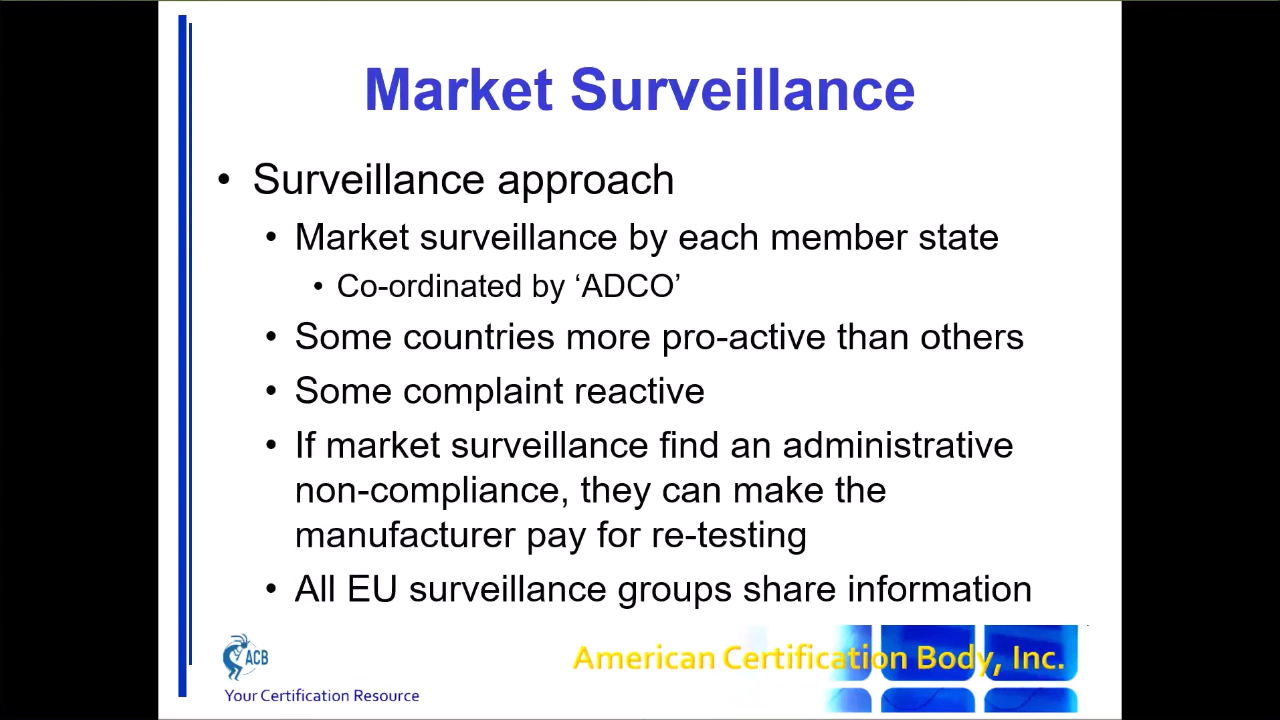 Market Surveillance
• Surveillance approach
• Market surveillance by each member state
• Co-ordinated by ‘ADCO’
• Some countries more pro-active than others
• Some complaint reactive
• If market surveillance find an administrative
non-compliance, they can make the
manufacturer pay for re-testing
• All EU surveillance groups share information
ACB
American Certification Body, Inc.
Your Certification Resource